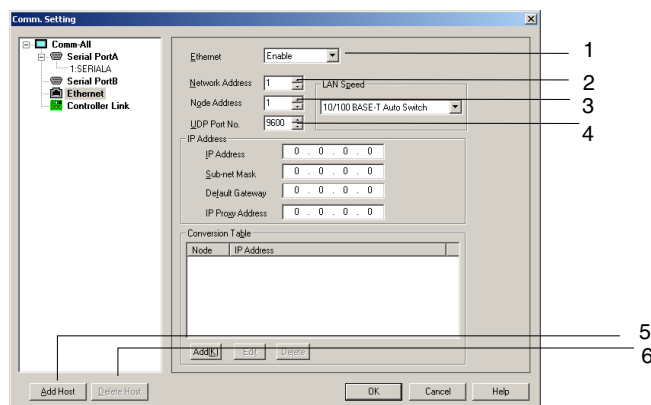 Comm. Setting
Comm-All
Serial PortA
1:SERIALA
Serial PortB
Ethernet
Controller Link
Ethernet Enable 1
Network Address 1 2
LAN Speed
Node Address 1 3
10/100 BASE-T Auto Switch
UDP Port No. 9600 4
IP Address
IP Address 0 . 0 . 0 . 0
Sub-net Mask 0 . 0 . 0 . 0
Default Gateway 0 . 0 . 0 . 0
IP Proxy Address 0 . 0 . 0 . 0
Conversion Table
Node IP Address
Add(K) Edit Delete
5
6
Add Host Delete Host OK Cancel Help